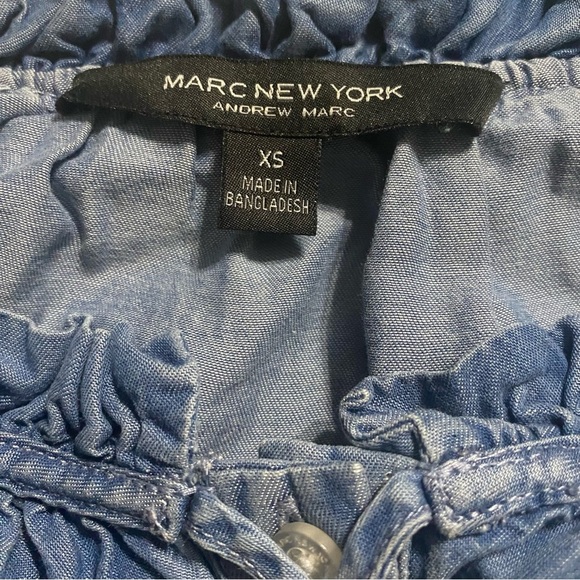 MARC NEW YORK
ANDREW MARC
XS
MADE IN
BANGLADESH